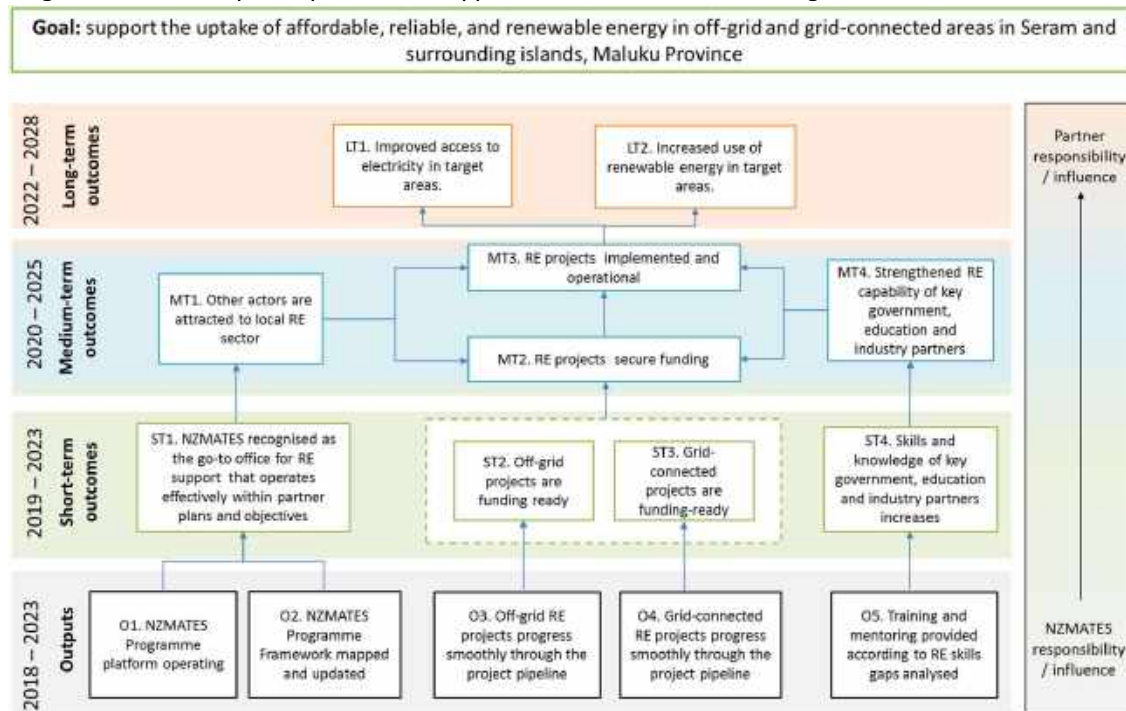 Goal: support the uptake of affordable, reliable, and renewable energy in off-grid and grid-connected areas in Seram and
surrounding islands, Maluku Province
2022 – 2028
Long-term
outcomes
LT1. Improved access to
electricity in target
areas.
LT2. Increased use of
renewable energy in target
areas.
Partner
responsibility
/ influence
2020 – 2025
Medium-term
outcomes
MT1. Other actors are
attracted to local RE
sector
MT3. RE projects implemented and
operational
MT2. RE projects secure funding
MT4. Strengthened RE
capability of key
government,
education and
industry partners
2019 – 2023
Short-term
outcomes
ST1. NZMATES recognised as
the go-to office for RE
support that operates
effectively within partner
plans and objectives
ST2. Off-grid
projects are
funding ready
ST3. Grid-
connected
projects are
funding-ready
ST4. Skills and
knowledge of key
government, education
and industry partners
increases
2018 – 2023
Outputs
O1. NZMATES
Programme
platform operating
O2. NZMATES
Programme
Framework mapped
and updated
O3. Off-grid RE
projects progress
smoothly through the
project pipeline
O4. Grid-connected
RE projects progress
smoothly through the
project pipeline
O5. Training and
mentoring provided
according to RE skills
gaps analysed
NZMATES
responsibility
/ influence